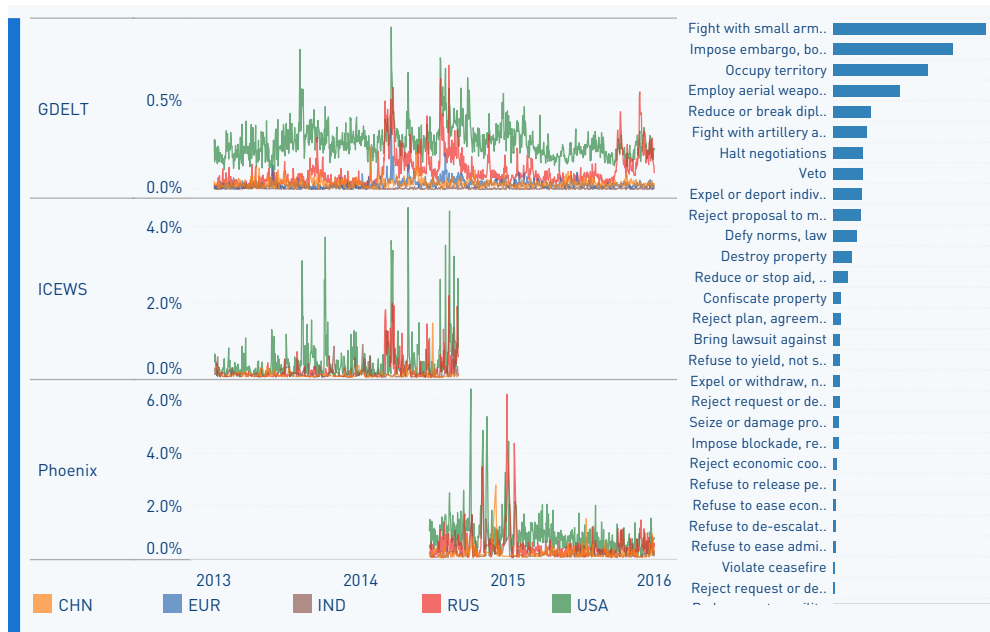 GDELT
0.5%
0.0%
ICEWS
4.0%
2.0%
0.0%
Phoenix
6.0%
4.0%
2.0%
0.0%
2013 2014 2015 2016
CHN EUR IND RUS USA
Fight with small arm..
Impose embargo, bo..
Occupy territory
Employ aerial weapo..
Reduce or break dipl..
Fight with artillery a..
Halt negotiations
Veto
Expel or deport indiv..
Reject proposal to m..
Defy norms, law
Destroy property
Reduce or stop aid, ..
Confiscate property
Reject plan, agreem..
Bring lawsuit against
Refuse to yield, not s..
Expel or withdraw, n..
Reject request or de..
Seize or damage pro..
Impose blockade, re..
Reject economic coo..
Refuse to release pe..
Refuse to ease econ..
Refuse to de-escalat..
Refuse to ease admi..
Violate ceasefire
Reject request or de..